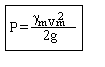 P = γₘvₘ² / 2g